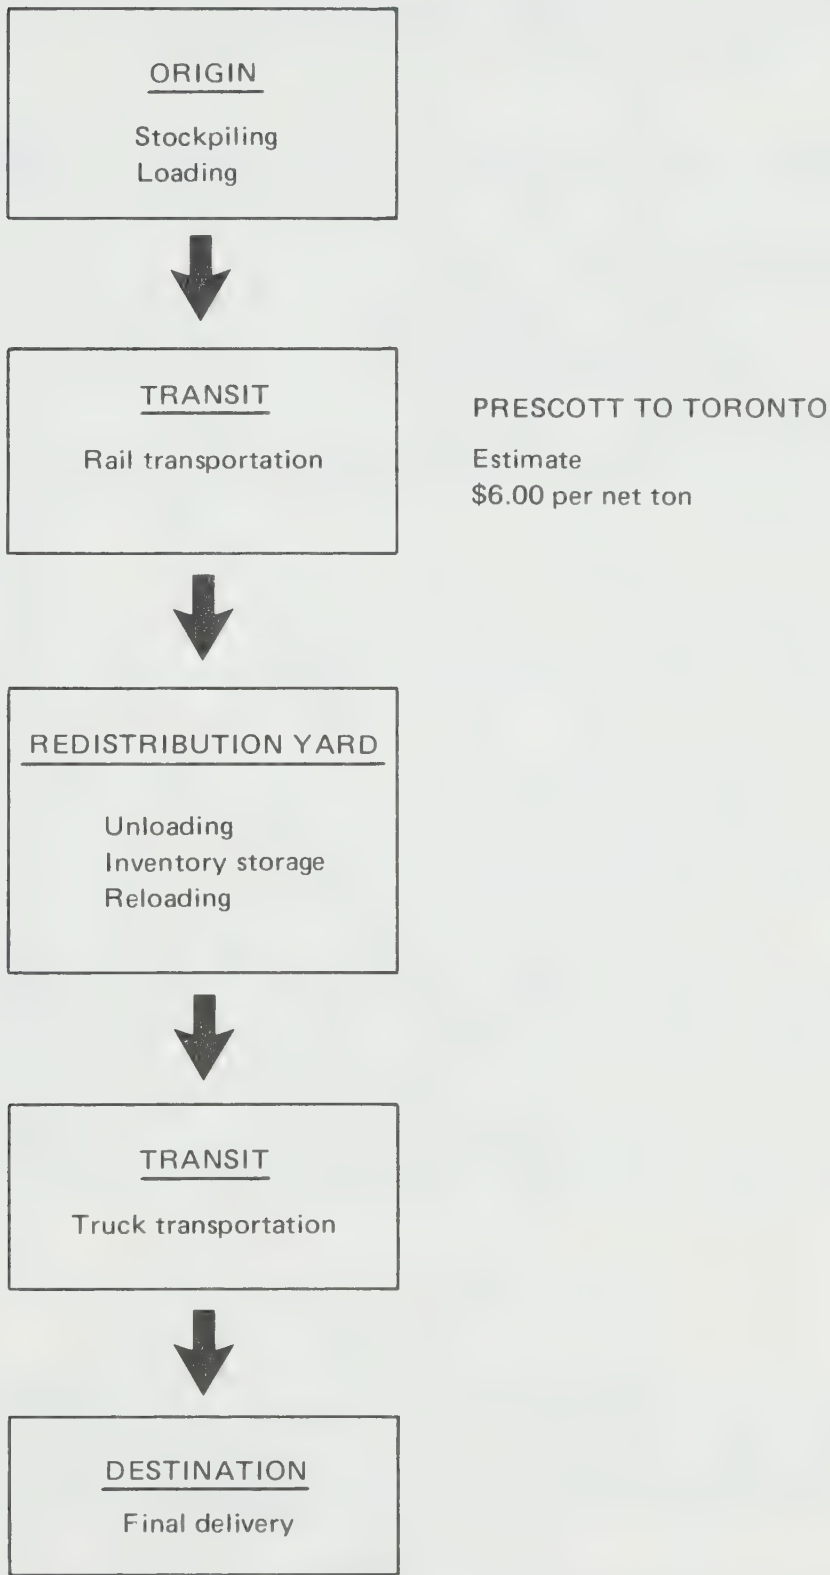 ORIGIN
Stockpiling
Loading
TRANSIT
Rail transportation
PRESCOTT TO TORONTO
Estimate
$6.00 per net ton
REDISTRIBUTION YARD
Unloading
Inventory storage
Reloading
TRANSIT
Truck transportation
DESTINATION
Final delivery